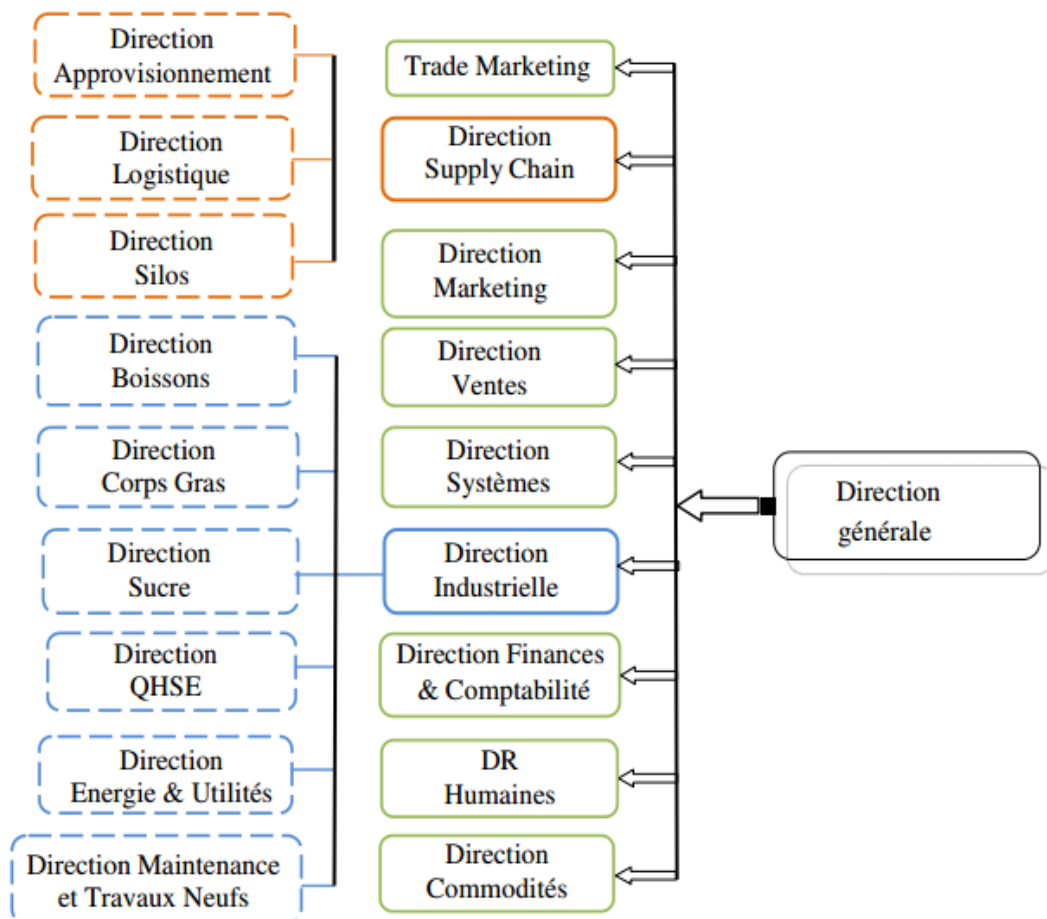 Direction
Approvisionnement
Direction
Logistique
Direction
Silos
Direction
Boissons
Direction
Corps Gras
Direction
Sucre
Direction
QHSE
Direction
Energie & Utilités
Direction Maintenance
et Travaux Neufs
Trade Marketing
Direction
Supply Chain
Direction
Marketing
Direction
Ventes
Direction
Systèmes
Direction
Industrielle
Direction Finances
& Comptabilité
DR
Humaines
Direction
Commodités
Direction
générale